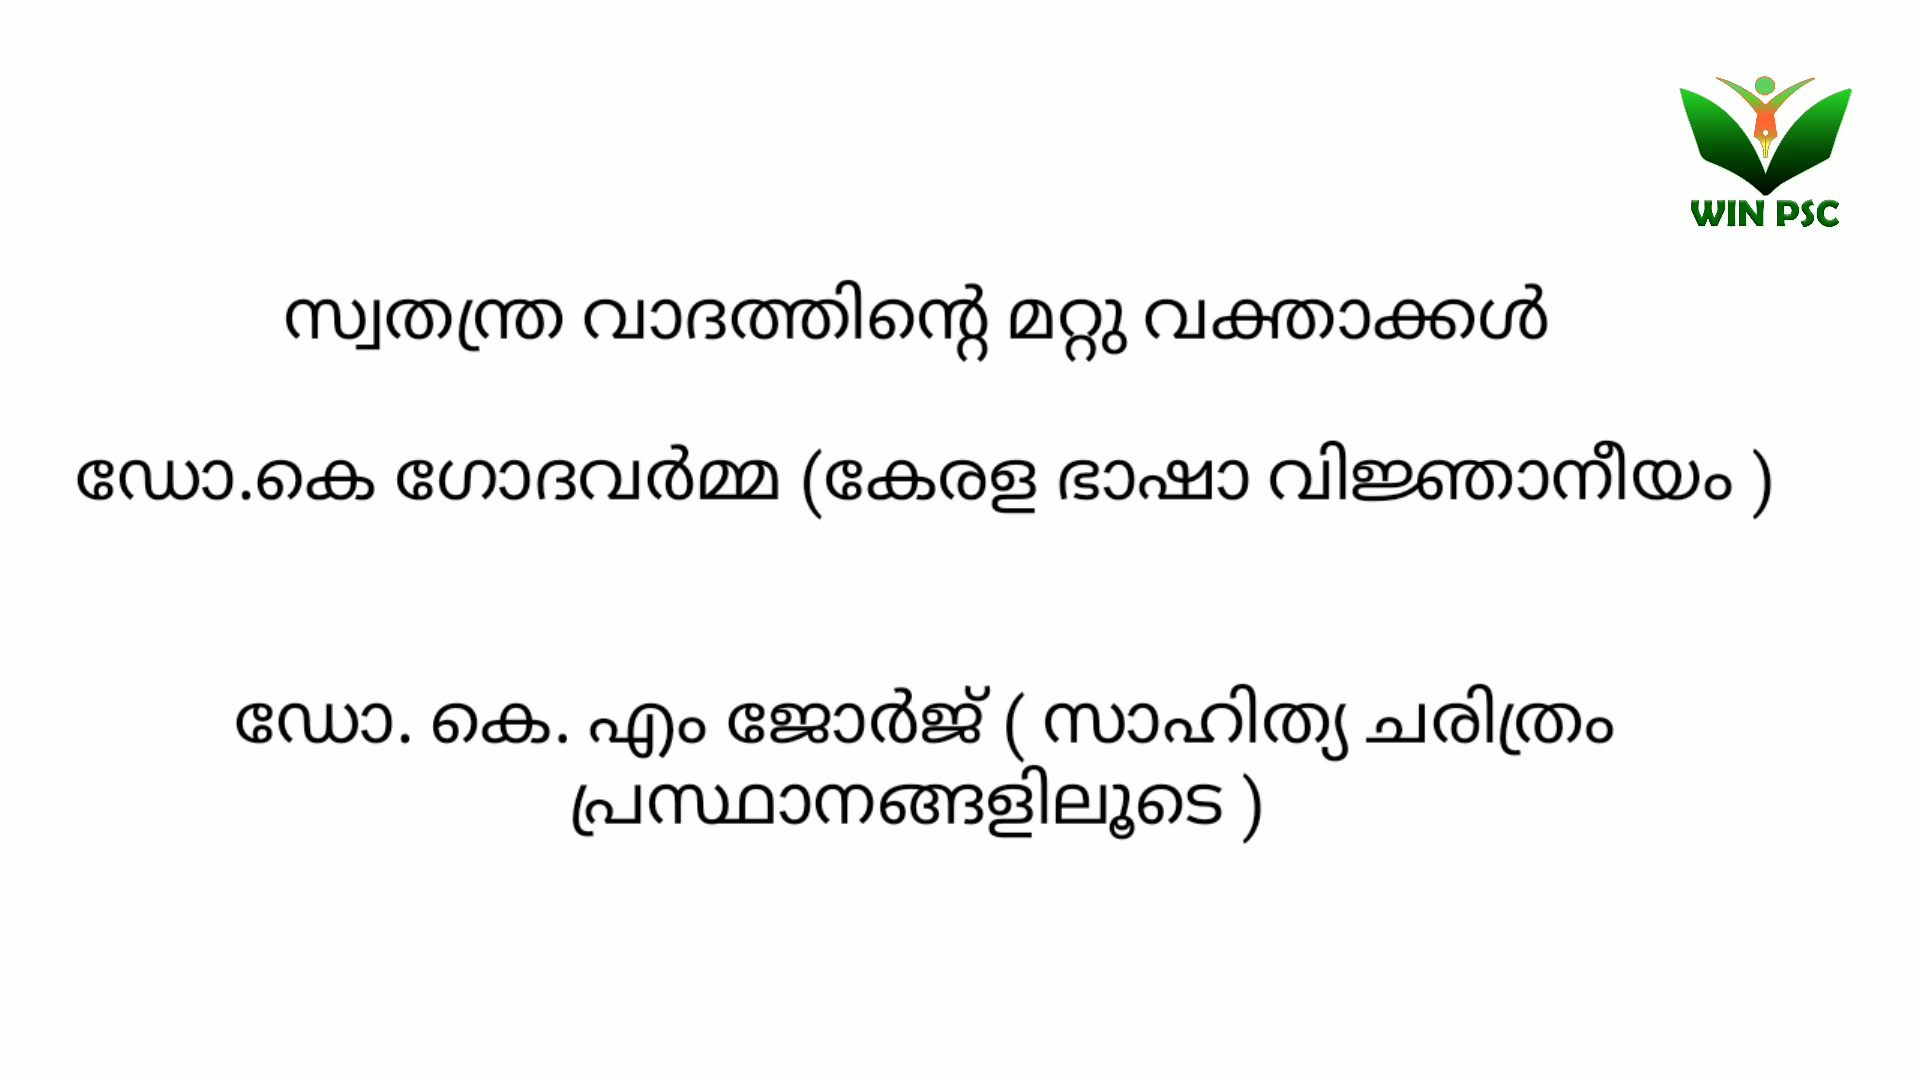 WIN PSC
സ്വതന്ത്ര വാദത്തിന്റെ മറ്റു വക്താക്കൾ
ഡോ.കെ ഗോദവർമ്മ (കേരള ഭാഷാ വിജ്ഞാനീയം )
ഡോ. കെ. എം ജോർജ് ( സാഹിത്യ ചരിത്രം
പ്രസ്ഥാനങ്ങളിലൂടെ )